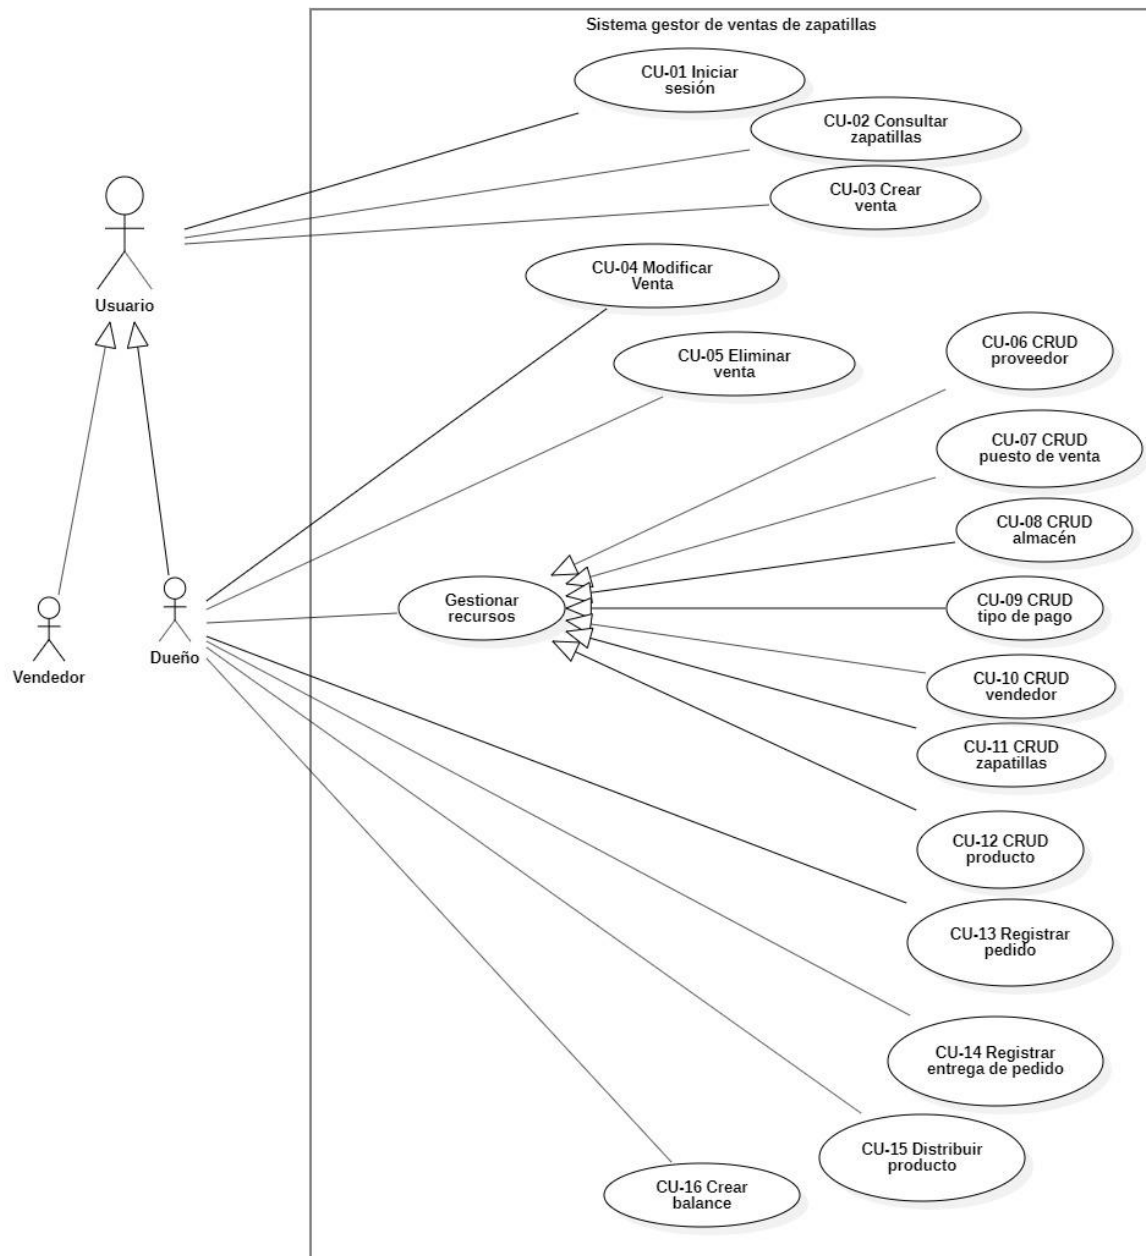 Sistema gestor de ventas de zapatillas
CU-01 Iniciar
sesión
CU-02 Consultar
zapatillas
CU-03 Crear
venta
Usuario
CU-04 Modificar
Venta
CU-05 Eliminar
venta
CU-06 CRUD
proveedor
CU-07 CRUD
puesto de venta
CU-08 CRUD
almacén
Gestionar
recursos
CU-09 CRUD
tipo de pago
Vendedor
Dueño
CU-10 CRUD
vendedor
CU-11 CRUD
zapatillas
CU-12 CRUD
producto
CU-13 Registrar
pedido
CU-14 Registrar
entrega de pedido
CU-15 Distribuir
producto
CU-16 Crear
balance